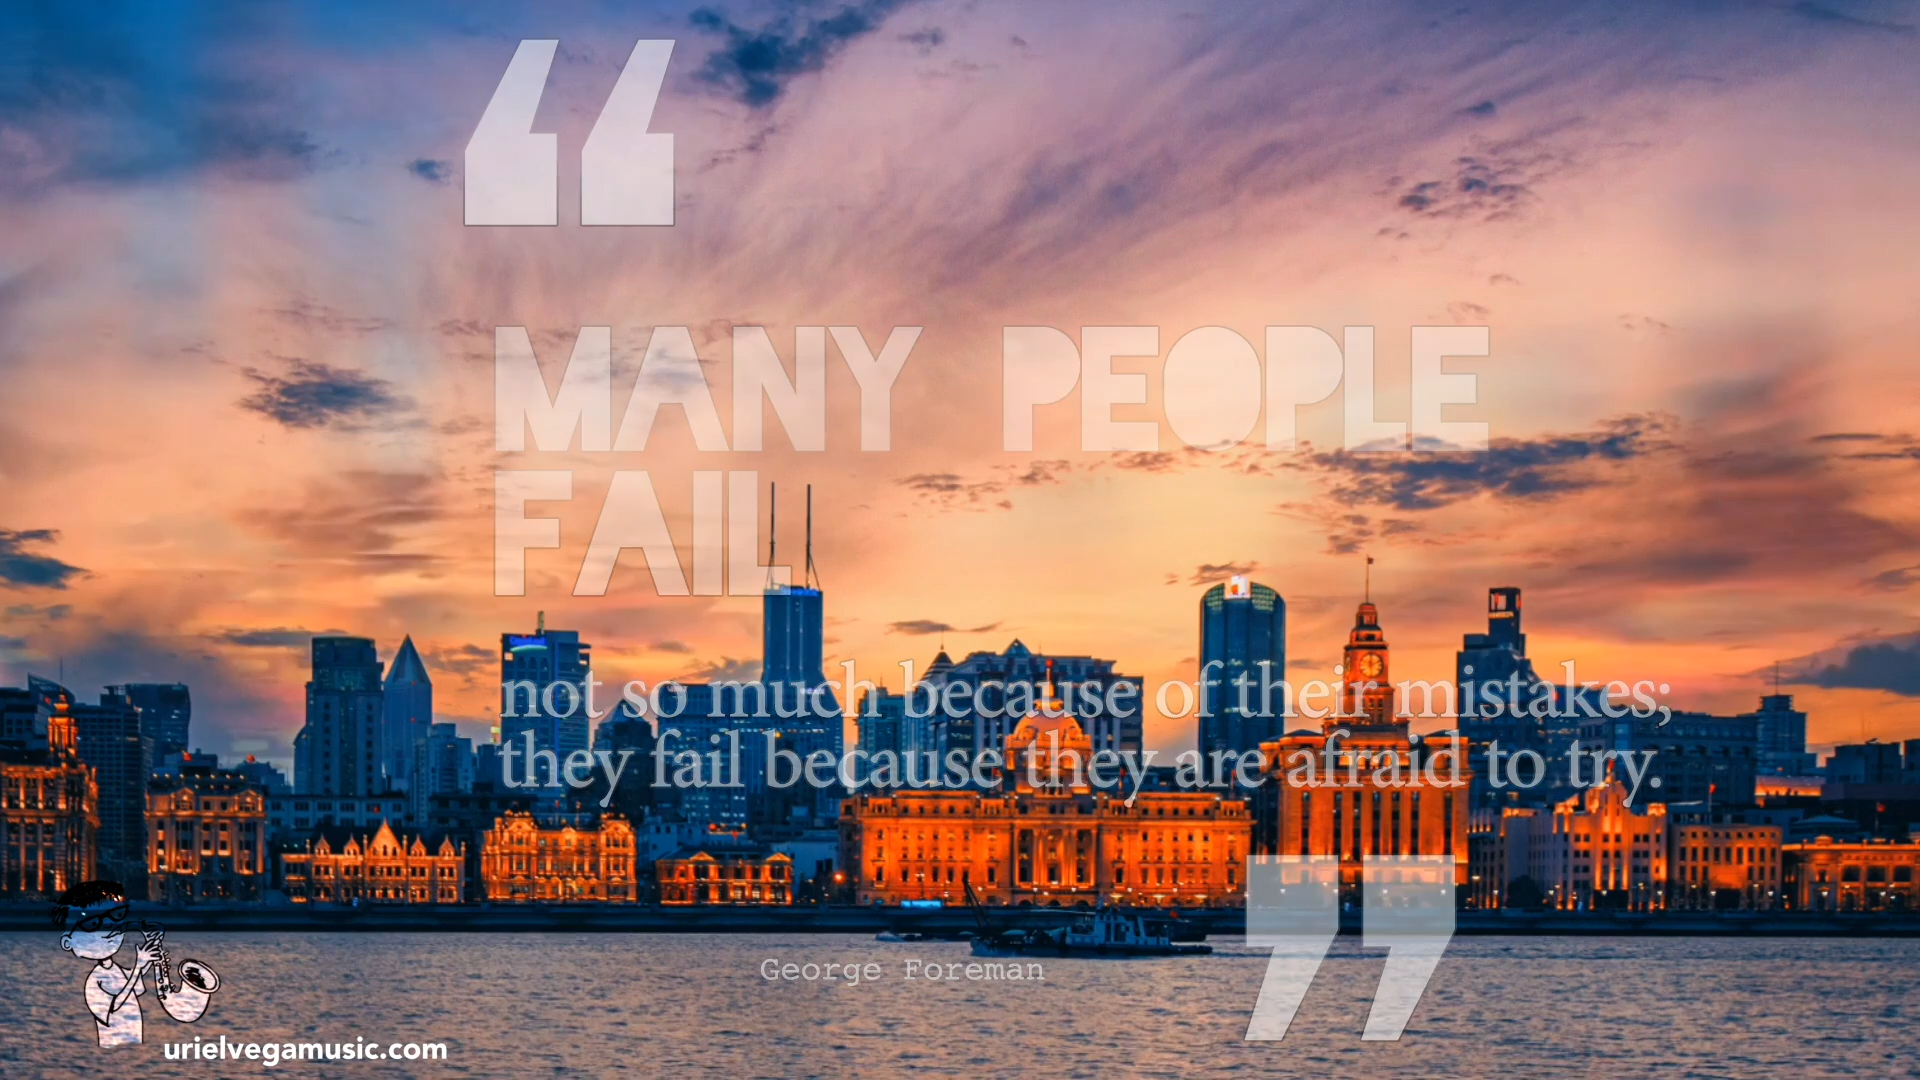 “
MANY PEOPLE
FAIL
not so much because of their mistakes;
they fail because they are afraid to try.
”
George Foreman
urielvegamusic.com